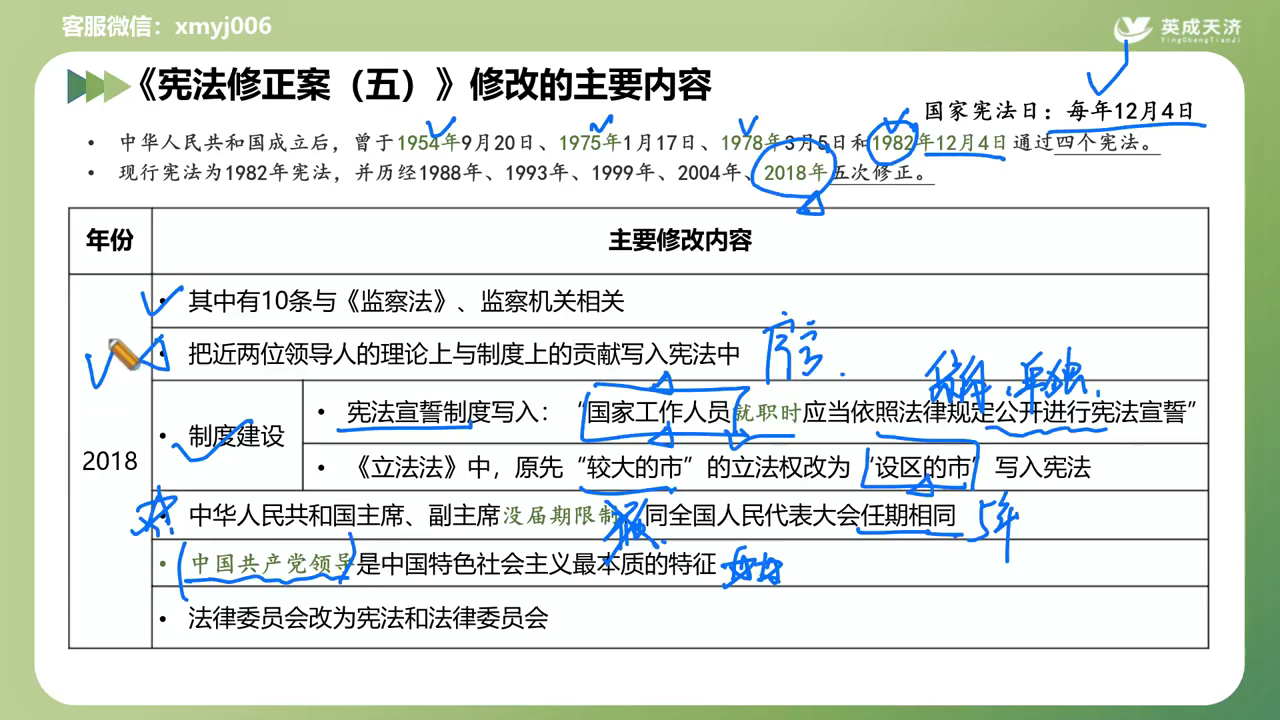 客服微信：xmyj006
英成天济
YingChengTianJi
《宪法修正案（五）》修改的主要内容
国家宪法日：每年12月4日
• 中华人民共和国成立后，曾于1954年9月20日、1975年1月17日、1978年3月5日和1982年12月4日通过四个宪法。
• 现行宪法为1982年宪法，并历经1988年、1993年、1999年、2004年、2018年五次修正。
年份 主要修改内容
2018
• 其中有10条与《监察法》、监察机关相关
• 把近两位领导人的理论上与制度上的贡献写入宪法中
序言
• 制度建设
• 宪法宣誓制度写入：“国家工作人员就职时应当依照法律规定公开进行宪法宣誓”
• 《立法法》中，原先“较大的市”的立法权改为“设区的市”写入宪法
• 中华人民共和国主席、副主席没届期限制，同全国人民代表大会任期相同
5年
• 中国共产党领导是中国特色社会主义最本质的特征
• 法律委员会改为宪法和法律委员会